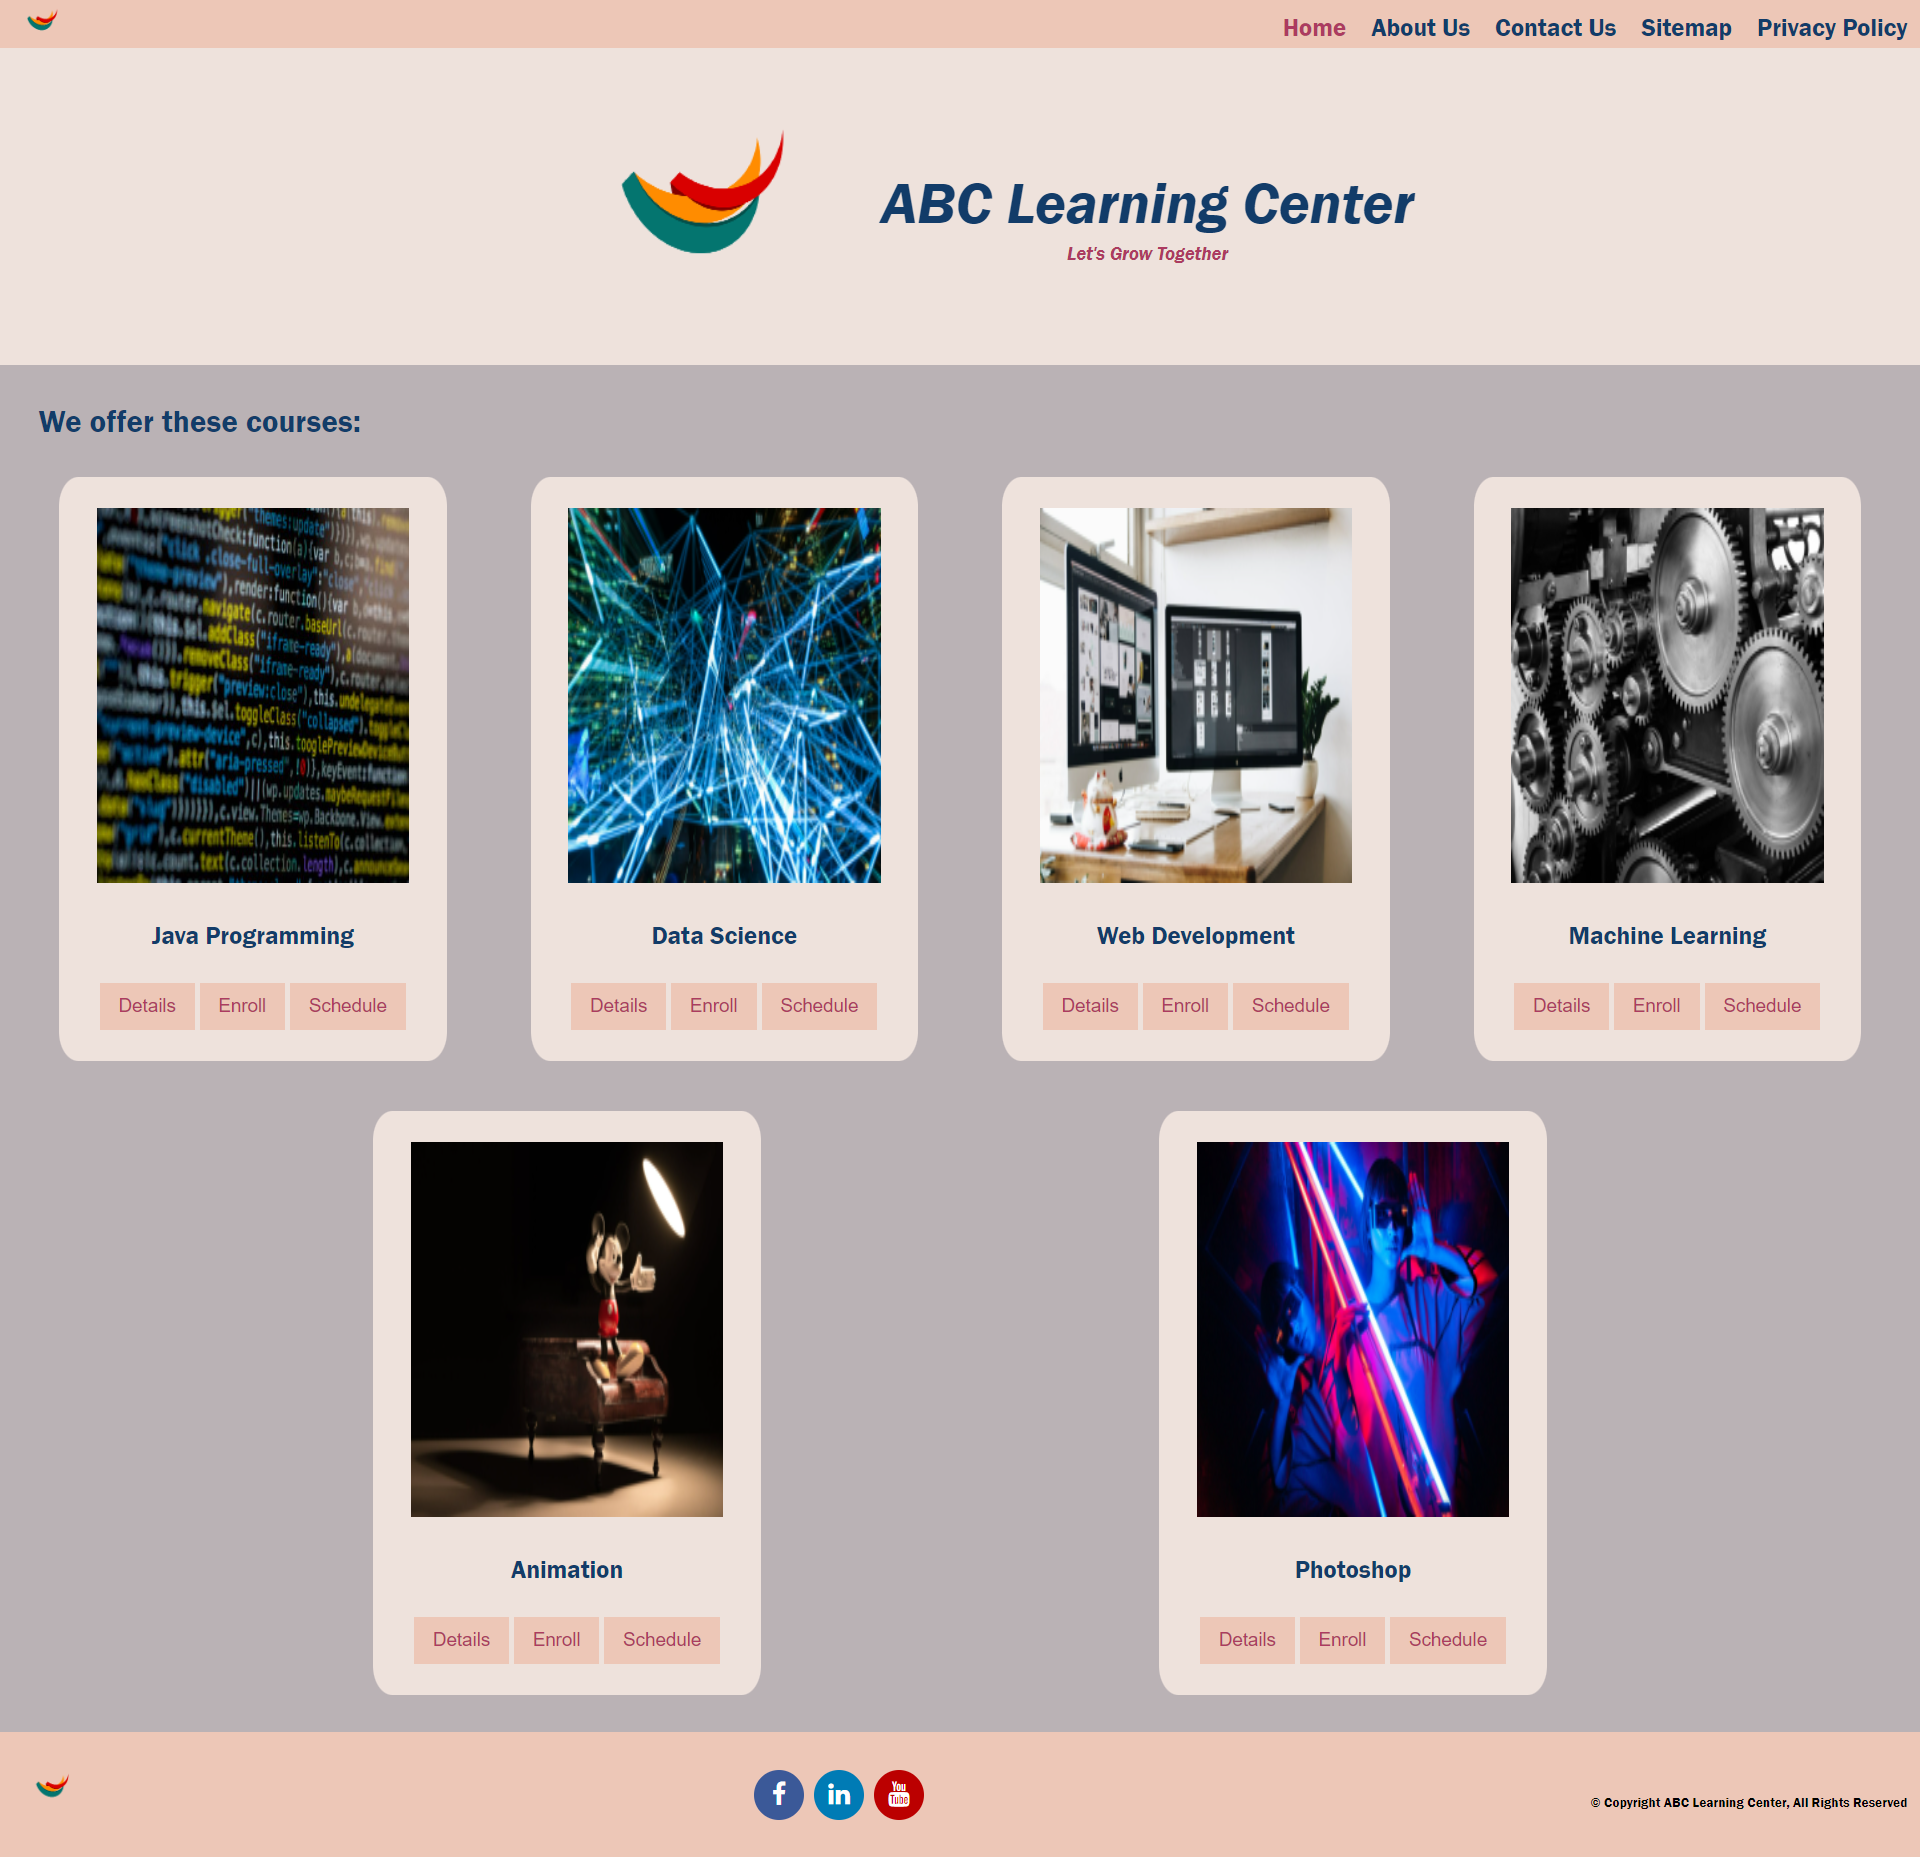 Home About Us Contact Us Sitemap Privacy Policy
ABC Learning Center
Let's Grow Together
We offer these courses:
Java Programming
Details Enroll Schedule
Data Science
Details Enroll Schedule
Web Development
Details Enroll Schedule
Machine Learning
Details Enroll Schedule
Animation
Details Enroll Schedule
Photoshop
Details Enroll Schedule
f in You Tube
© Copyright ABC Learning Center, All Rights Reserved